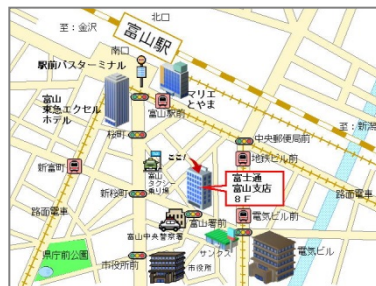 北口
至:金沢
富山駅
南口
駅前バスターミナル
マリエ
とやま
富山
東急エクセル
ホテル
富山駅前
至:新潟
桜町
中央郵便局前
地鉄ビル前
ここ!
新富町
富山
タクシー
乗り場
富士通
富山支店
8F
新桜町
路面電車
富山署前
電気ビル前
路面電車
富山中央警察署
サンクス
電気ビル
県庁前公園
市役所前
市役所